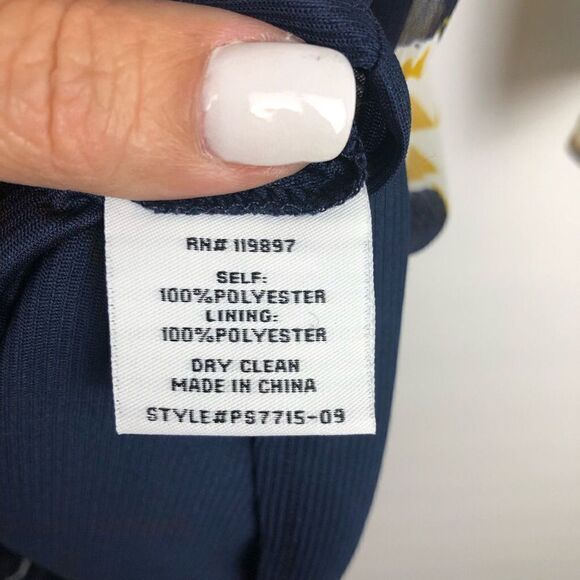 RN# 119897
SELF:
100%POLYESTER
LINING:
100%POLYESTER
DRY CLEAN
MADE IN CHINA
STYLE#PS7715-09